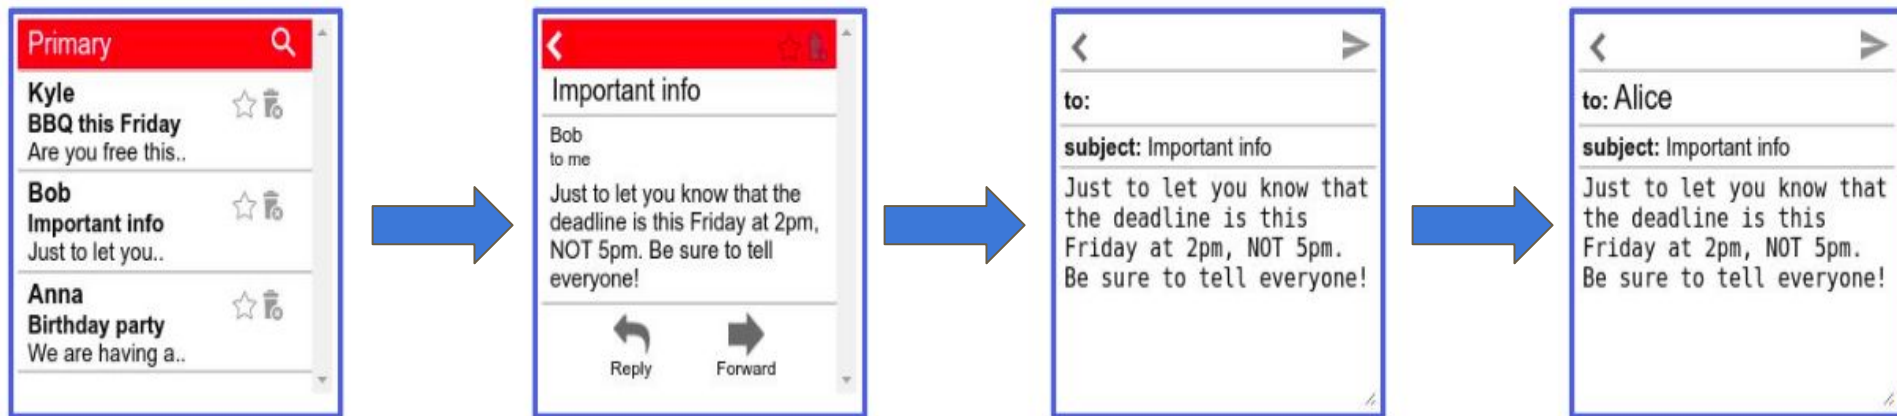 Primary
Kyle
BBQ this Friday
Are you free this..
Bob
Important info
Just to let you..
Anna
Birthday party
We are having a..
Important info
Bob
to me
Just to let you know that the
deadline is this Friday at 2pm,
NOT 5pm. Be sure to tell
everyone!
Reply
Forward
to:
subject: Important info
Just to let you know that
the deadline is this
Friday at 2pm, NOT 5pm.
Be sure to tell everyone!
to: Alice
subject: Important info
Just to let you know that
the deadline is this
Friday at 2pm, NOT 5pm.
Be sure to tell everyone!